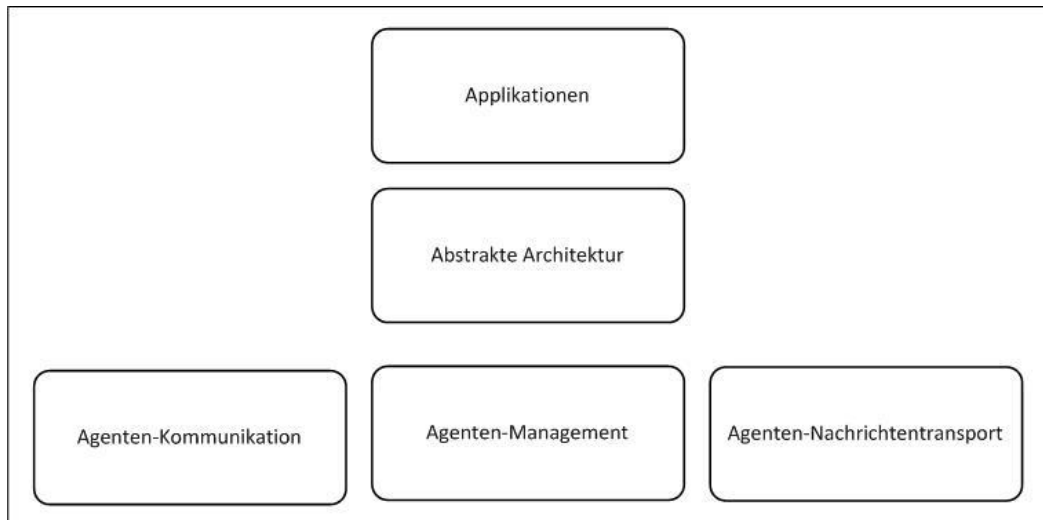 Applikationen
Abstrakte Architektur
Agenten-Kommunikation
Agenten-Management
Agenten-Nachrichtentransport